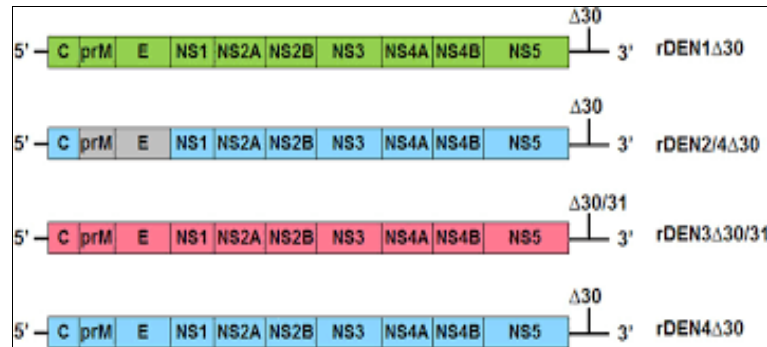 Δ30
5' C prM E NS1 NS2A NS2B NS3 NS4A NS4B NS5 3' rDEN1Δ30
Δ30
5' C prM E NS1 NS2A NS2B NS3 NS4A NS4B NS5 3' rDEN2/4Δ30
Δ30/31
5' C prM E NS1 NS2A NS2B NS3 NS4A NS4B NS5 3' rDEN3Δ30/31
Δ30
5' C prM E NS1 NS2A NS2B NS3 NS4A NS4B NS5 3' rDEN4Δ30